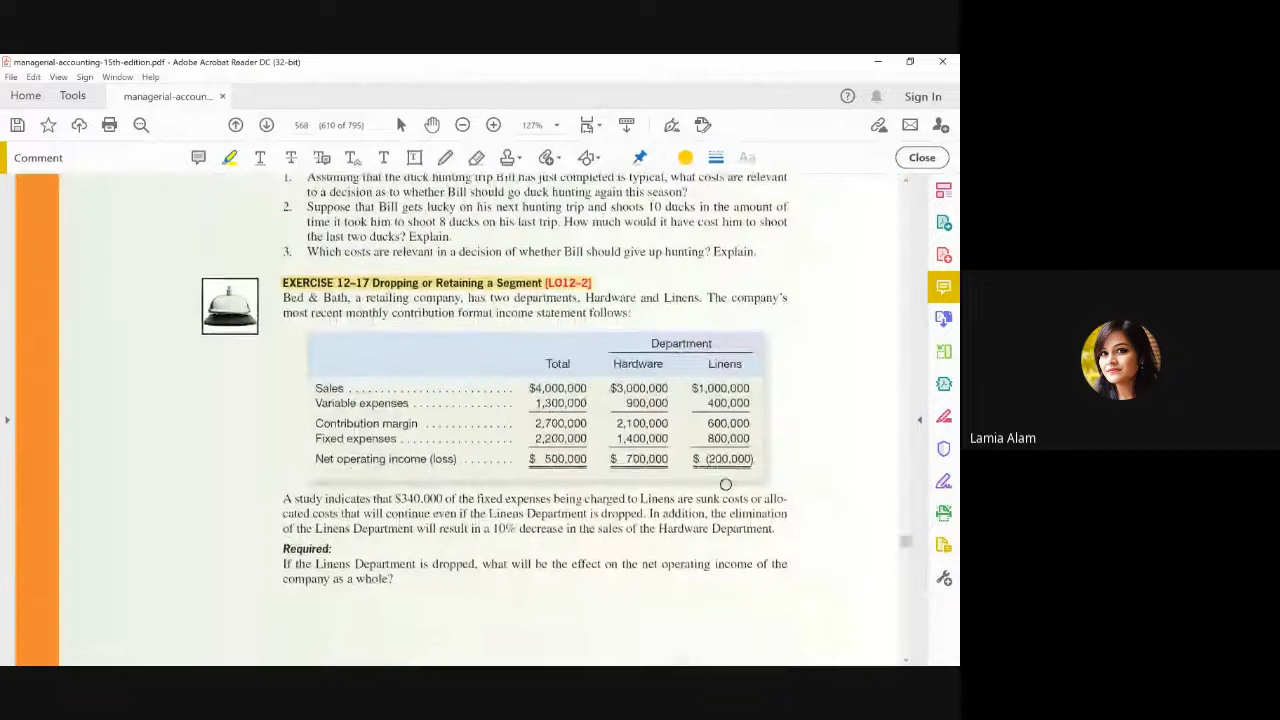 managerial-accounting-15th-edition.pdf - Adobe Acrobat Reader DC (32-bit)
File Edit View Sign Window Help
Home Tools managerial-accoun... × Sign In
568 (610 of 795) 127%
Comment Close
1. Assuming that the duck hunting trip Bill has just completed is typical, what costs are relevant
to a decision as to whether Bill should go duck hunting again this season?
2. Suppose that Bill gets lucky on his next hunting trip and shoots 10 ducks in the amount of
time it took him to shoot 8 ducks on his last trip. How much would it have cost him to shoot
the last two ducks? Explain.
3. Which costs are relevant in a decision of whether Bill should give up hunting? Explain.
EXERCISE 12–17 Dropping or Retaining a Segment [LO12–2]
Bed & Bath, a retailing company, has two departments, Hardware and Linens. The company's
most recent monthly contribution format income statement follows:
Department
Total Hardware Linens
Sales . . . . . . . . . . . . . . . . . . . . . . . . $4,000,000 $3,000,000 $1,000,000
Variable expenses . . . . . . . . . . . . . . 1,300,000 900,000 400,000
Contribution margin . . . . . . . . . . . . 2,700,000 2,100,000 600,000
Fixed expenses . . . . . . . . . . . . . . . . 2,200,000 1,400,000 800,000
Net operating income (loss) . . . . . . . . $ 500,000 $ 700,000 $ (200,000)
A study indicates that $340,000 of the fixed expenses being charged to Linens are sunk costs or allo-
cated costs that will continue even if the Linens Department is dropped. In addition, the elimination
of the Linens Department will result in a 10% decrease in the sales of the Hardware Department.
Required:
If the Linens Department is dropped, what will be the effect on the net operating income of the
company as a whole?
Lamia Alam